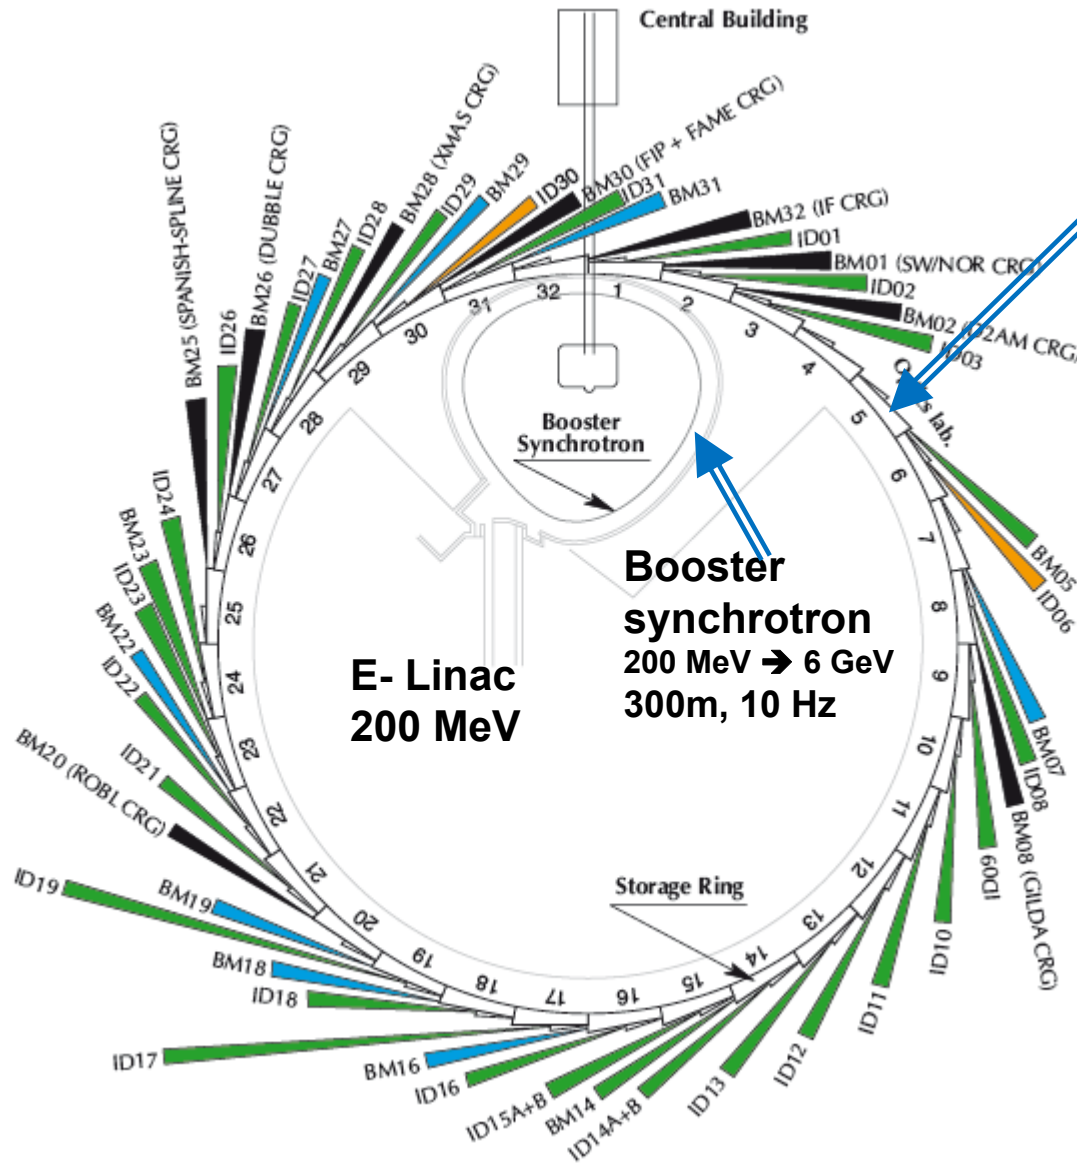 Central Building
BM25 (SPANISH-SPLINE CRG)
ID26
BM26 (DUBBLE CRG)
ID27
BM27
ID28
BM28 (XMAS CRG)
ID29
BM29
ID30
BM30 (FIP + FAME CRG)
ID31
BM31
BM32 (IF CRG)
ID01
BM01 (SW/NOR CRG)
ID02
BM02 (D2AM CRG)
ID03
lab.
BM05
ID06
BM07
ID08
BM08 (GILDA CRG)
ID09
ID10
ID11
ID12
ID13
ID14A+B
BM14
ID15A+B
ID16
BM16
ID17
ID18
BM18
BM19
ID19
BM20 (ROBL CRG)
ID21
ID22
BM22
ID23
BM23
ID24
1
2
3
4
5
6
7
8
9
10
11
12
13
14
15
16
17
18
19
20
21
22
23
24
25
26
27
28
29
30
31
32
Booster
Synchrotron
Booster
synchrotron
200 MeV ➔ 6 GeV
300m, 10 Hz
E- Linac
200 MeV
Storage Ring